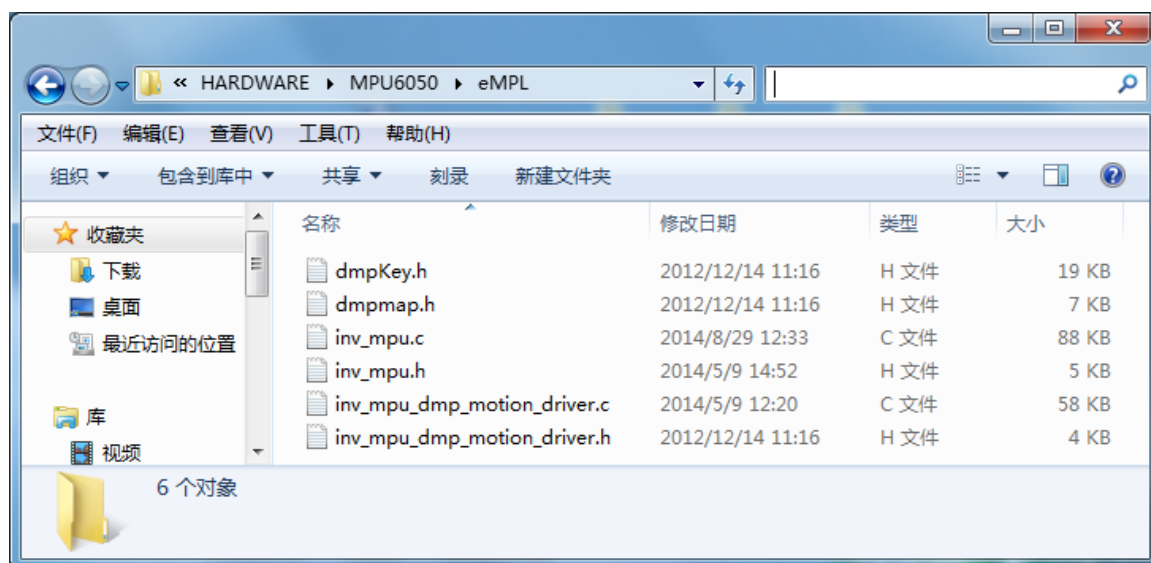 « HARDWARE ▸ MPU6050 ▸ eMPL
文件(F) 编辑(E) 查看(V) 工具(T) 帮助(H)
组织 包含到库中 共享 刻录 新建文件夹
收藏夹
下载
桌面
最近访问的位置
库
视频
名称 修改日期 类型 大小
dmpKey.h 2012/12/14 11:16 H 文件 19 KB
dmpmap.h 2012/12/14 11:16 H 文件 7 KB
inv_mpu.c 2014/8/29 12:33 C 文件 88 KB
inv_mpu.h 2014/5/9 14:52 H 文件 5 KB
inv_mpu_dmp_motion_driver.c 2014/5/9 12:20 C 文件 58 KB
inv_mpu_dmp_motion_driver.h 2012/12/14 11:16 H 文件 4 KB
6 个对象